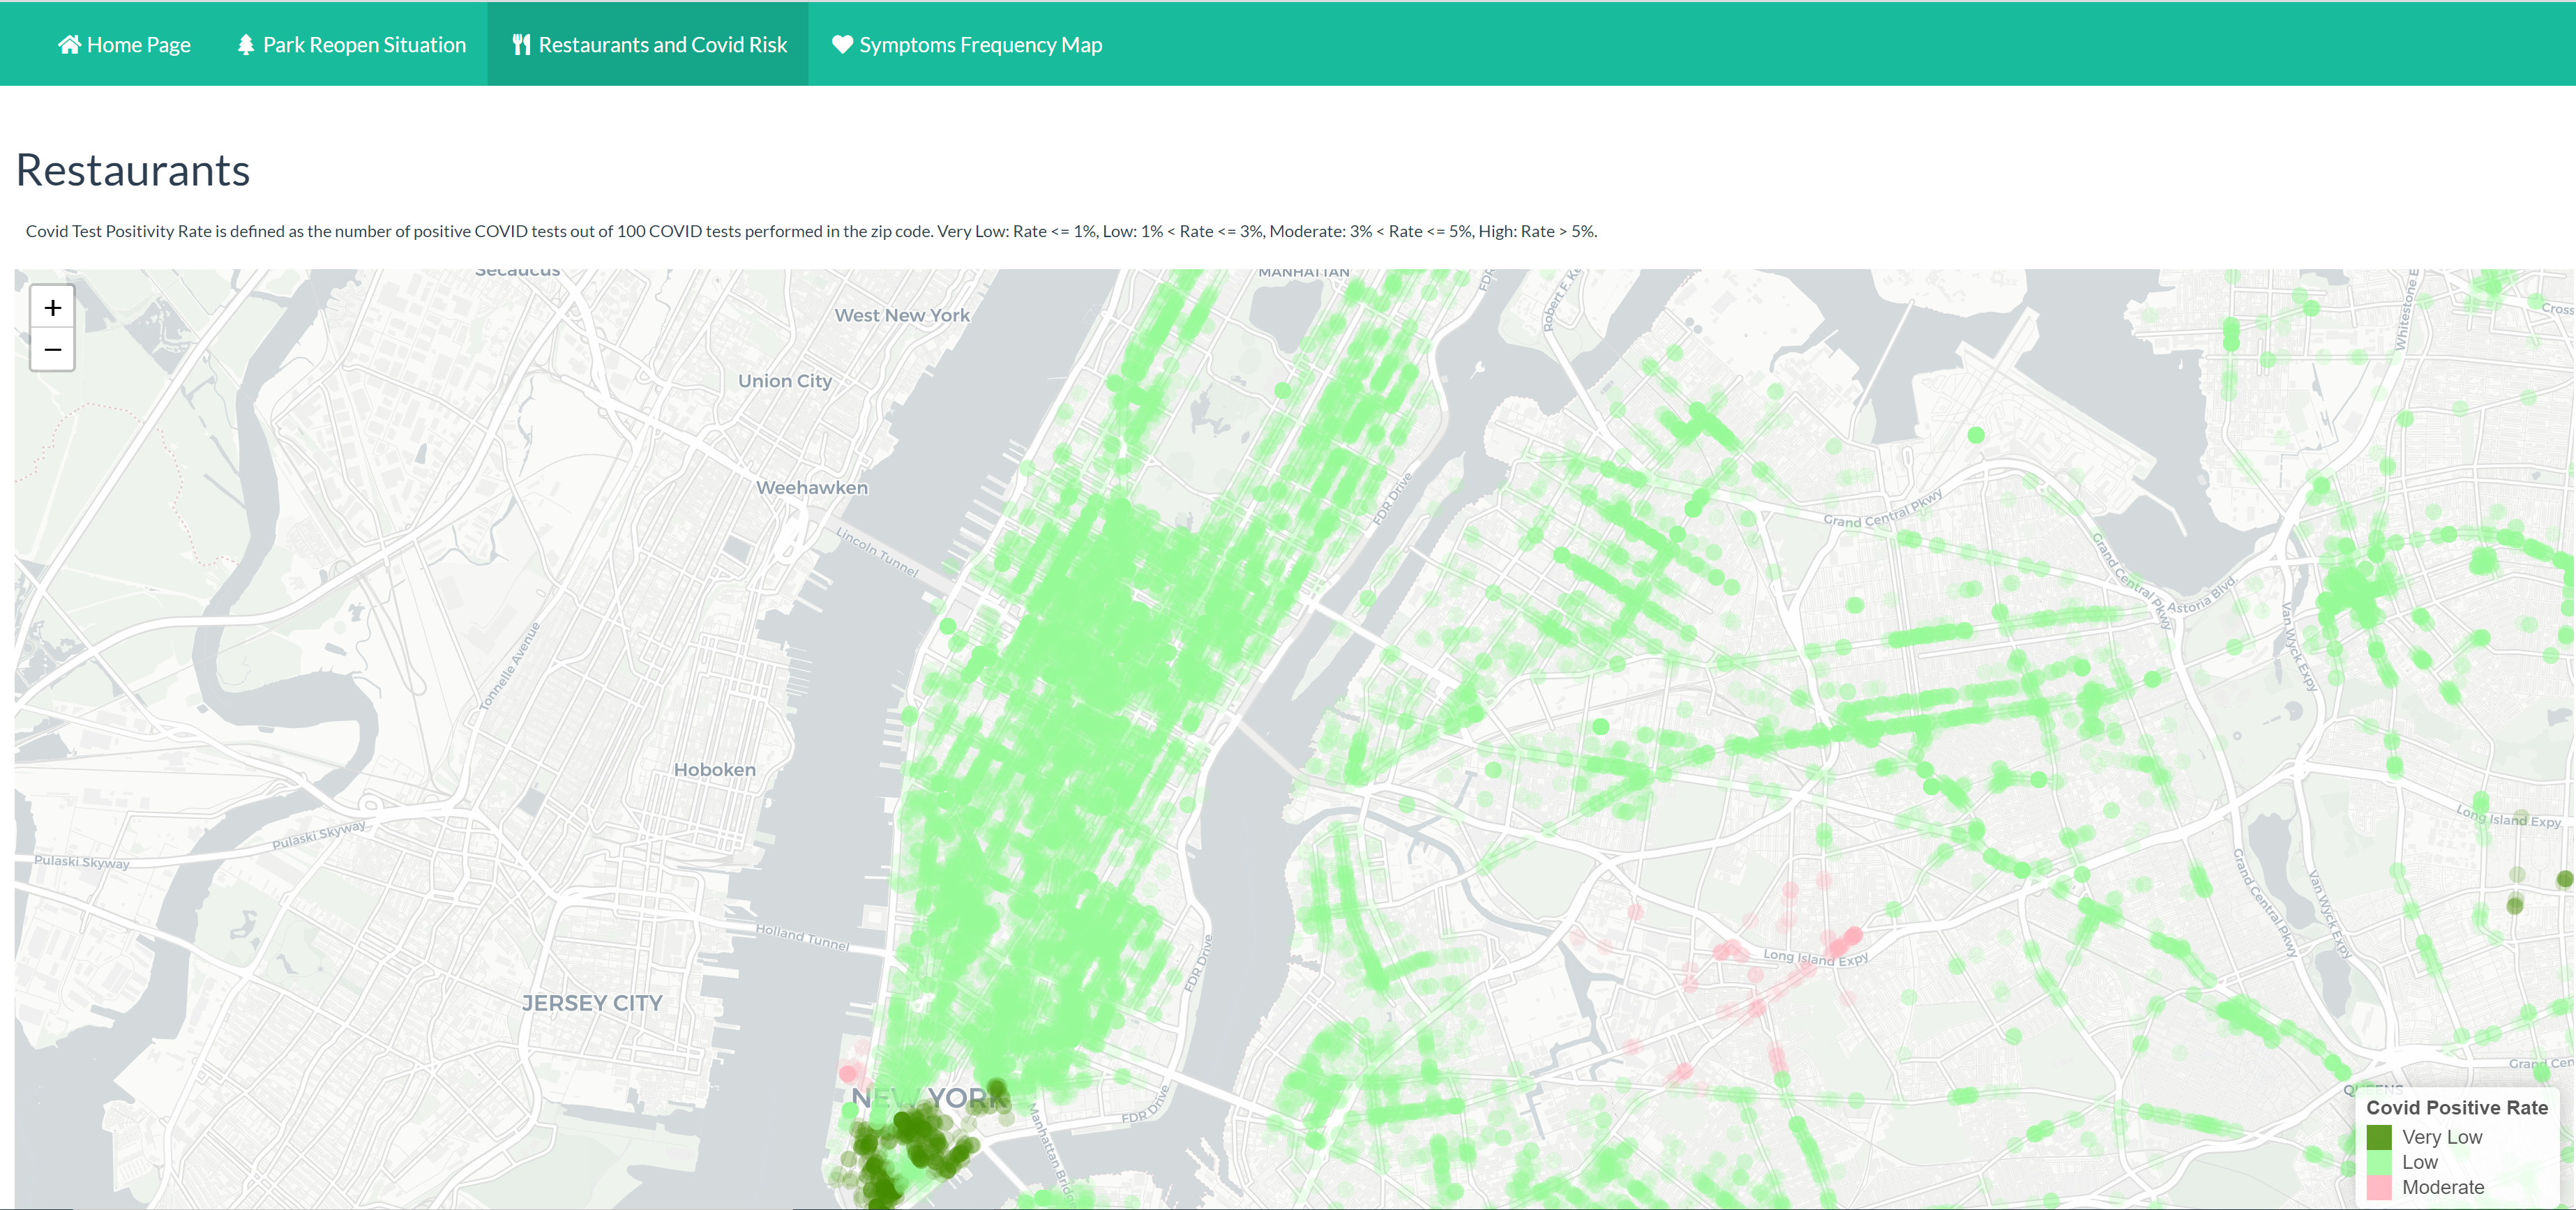 Home Page
Park Reopen Situation
Restaurants and Covid Risk
Symptoms Frequency Map
Restaurants
Covid Test Positivity Rate is defined as the number of positive COVID tests out of 100 COVID tests performed in the zip code. Very Low: Rate <= 1%, Low: 1% < Rate <= 3%, Moderate: 3% < Rate <= 5%, High: Rate > 5%.
+
−
Secaucus
MANHATTAN
FDR
Robert F. Ke
Whitestone E
Cross
West New York
Union City
Weehawken
Lincoln Tunnel
FDR Drive
Grand Central Pkwy
Grand Central Pkwy
Astoria Blvd
Van Wyck Expy
Tonnelle Avenue
Hoboken
Pulaski Skyway
Pulaski Skyway
Long Island Expy
Grand Central Pkwy
Van Wyck Expy
Holland Tunnel
FDR Drive
Long Island Expy
JERSEY CITY
NEW YORK
Manhattan Bridg
FDR Drive
Grand Cen
QUEENS
Covid Positive Rate
Very Low
Low
Moderate